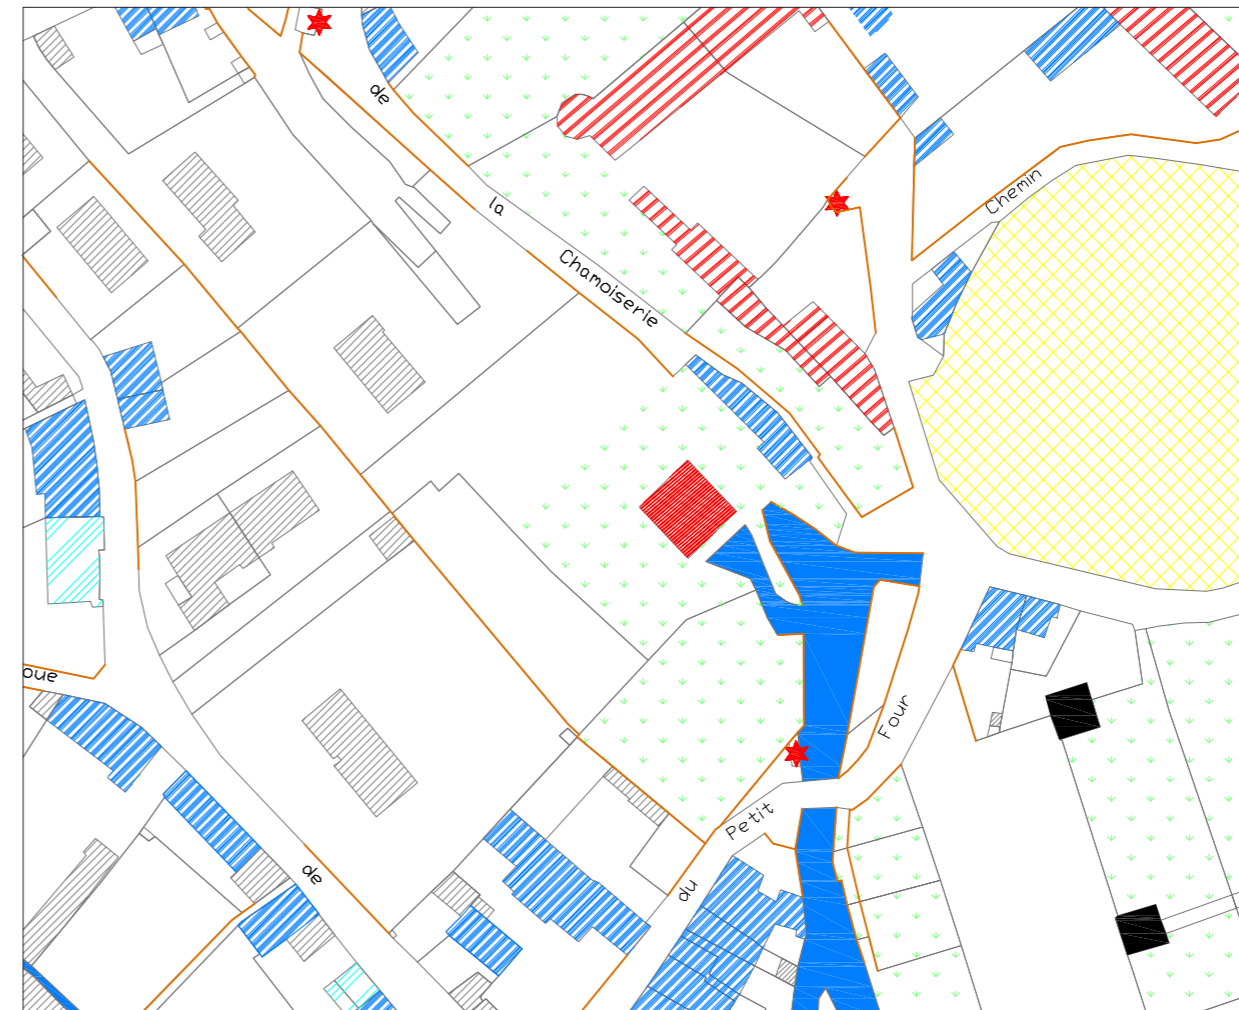 de
la
Chamoiserie
Chemin
oue
Four
Petit
du
de